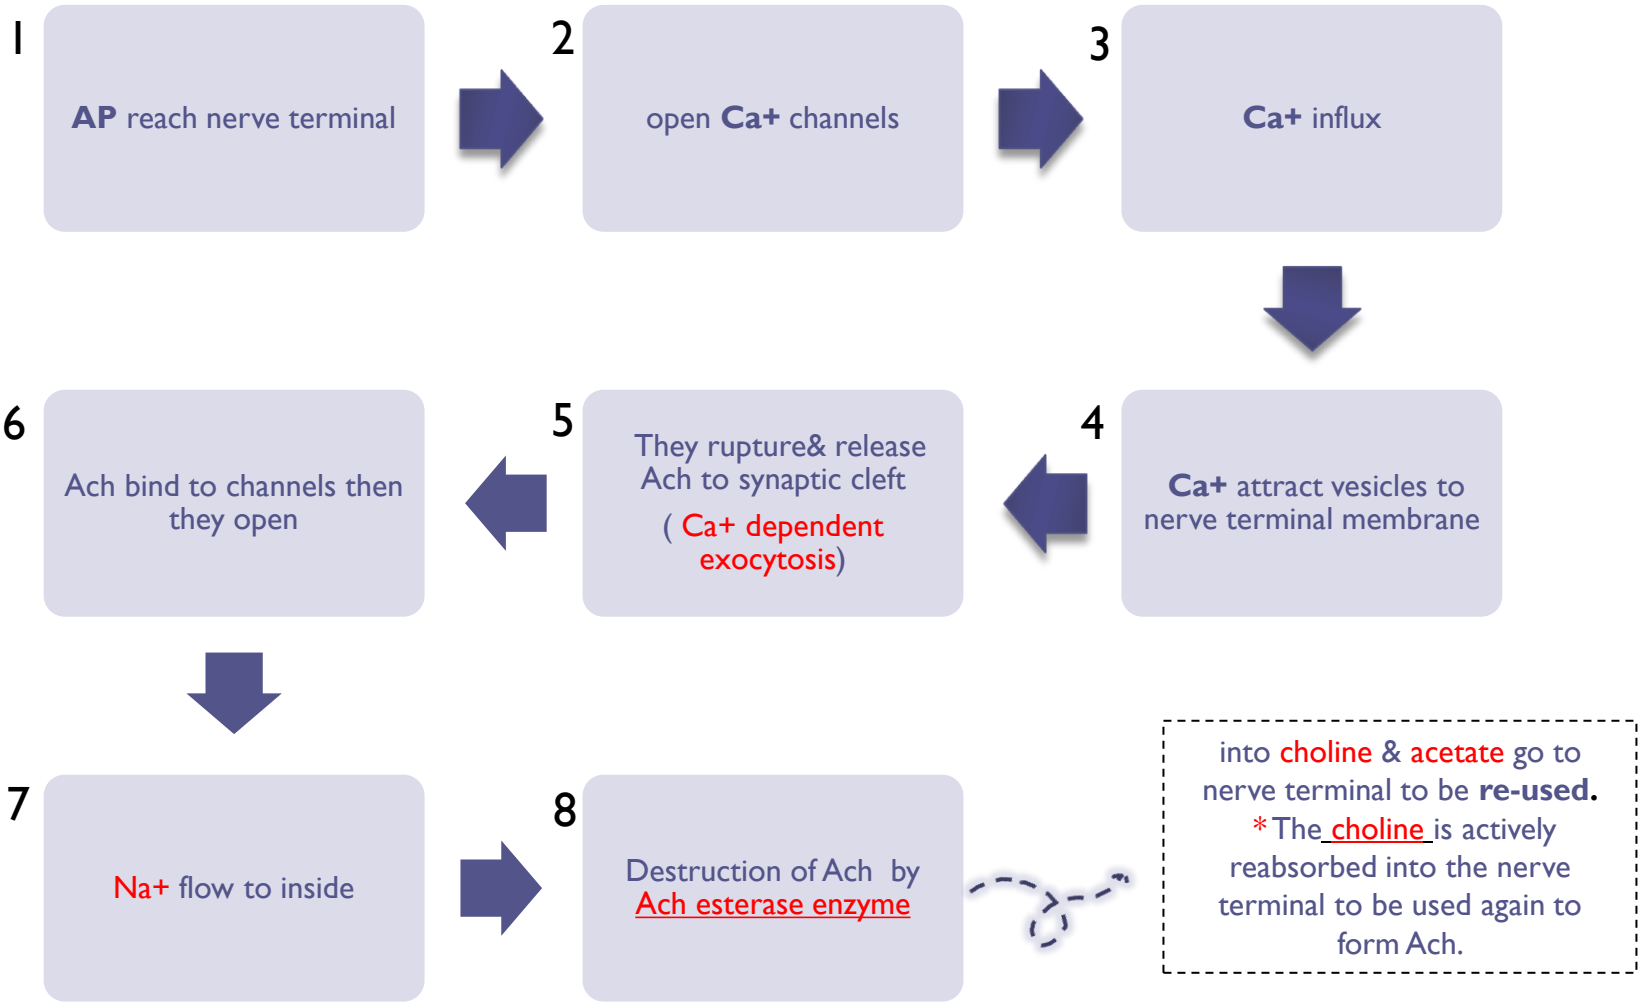 1
AP reach nerve terminal
2
open Ca+ channels
3
Ca+ influx
4
Ca+ attract vesicles to
nerve terminal membrane
5
They rupture& release
Ach to synaptic cleft
( Ca+ dependent
exocytosis)
6
Ach bind to channels then
they open
7
Na+ flow to inside
8
Destruction of Ach by
Ach esterase enzyme
into choline & acetate go to
nerve terminal to be re-used.
* The choline is actively
reabsorbed into the nerve
terminal to be used again to
form Ach.